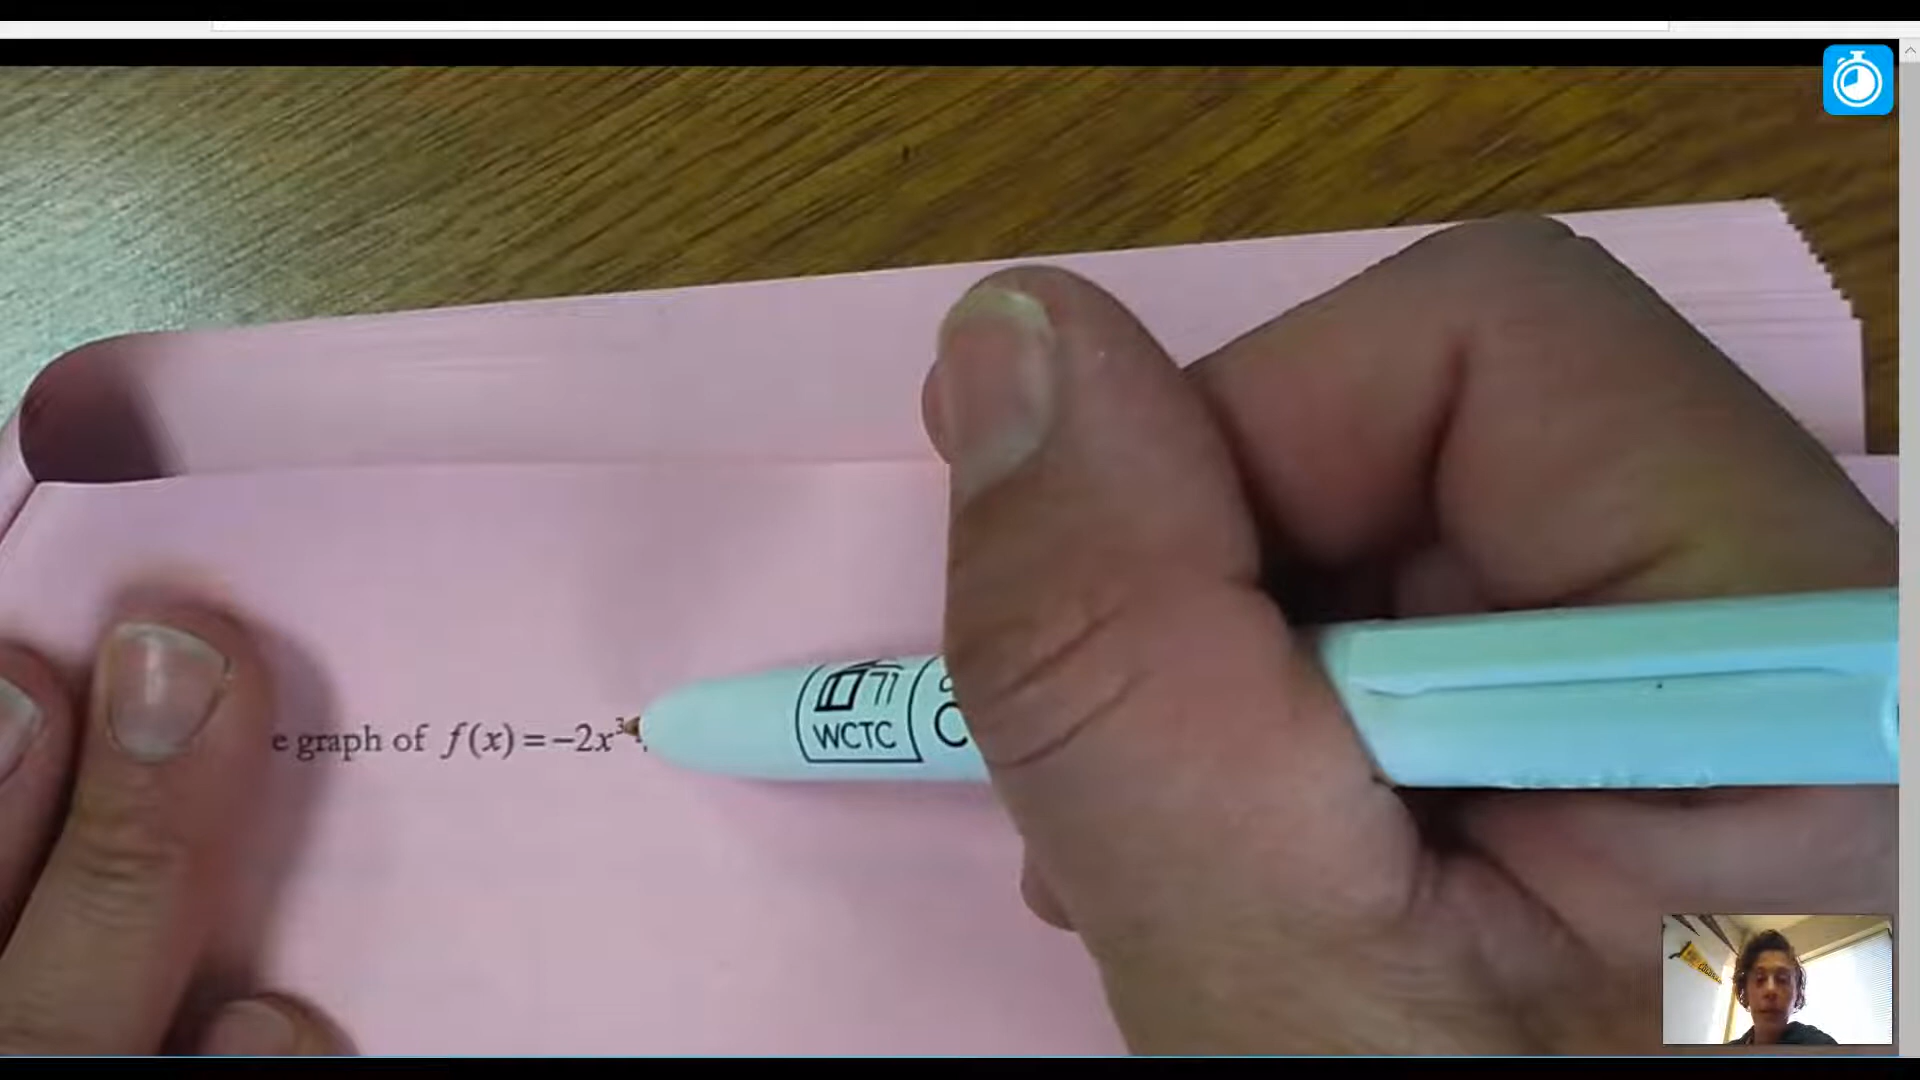 WCTC
e graph of f(x)=−2x³